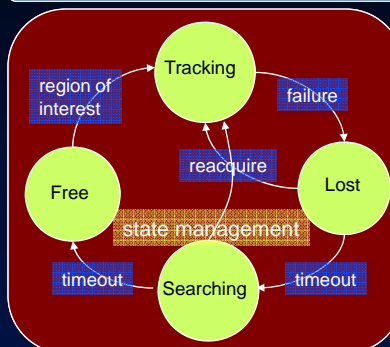 Tracking
region of
interest
failure
reacquire
Free
Lost
state management
timeout
Searching
timeout